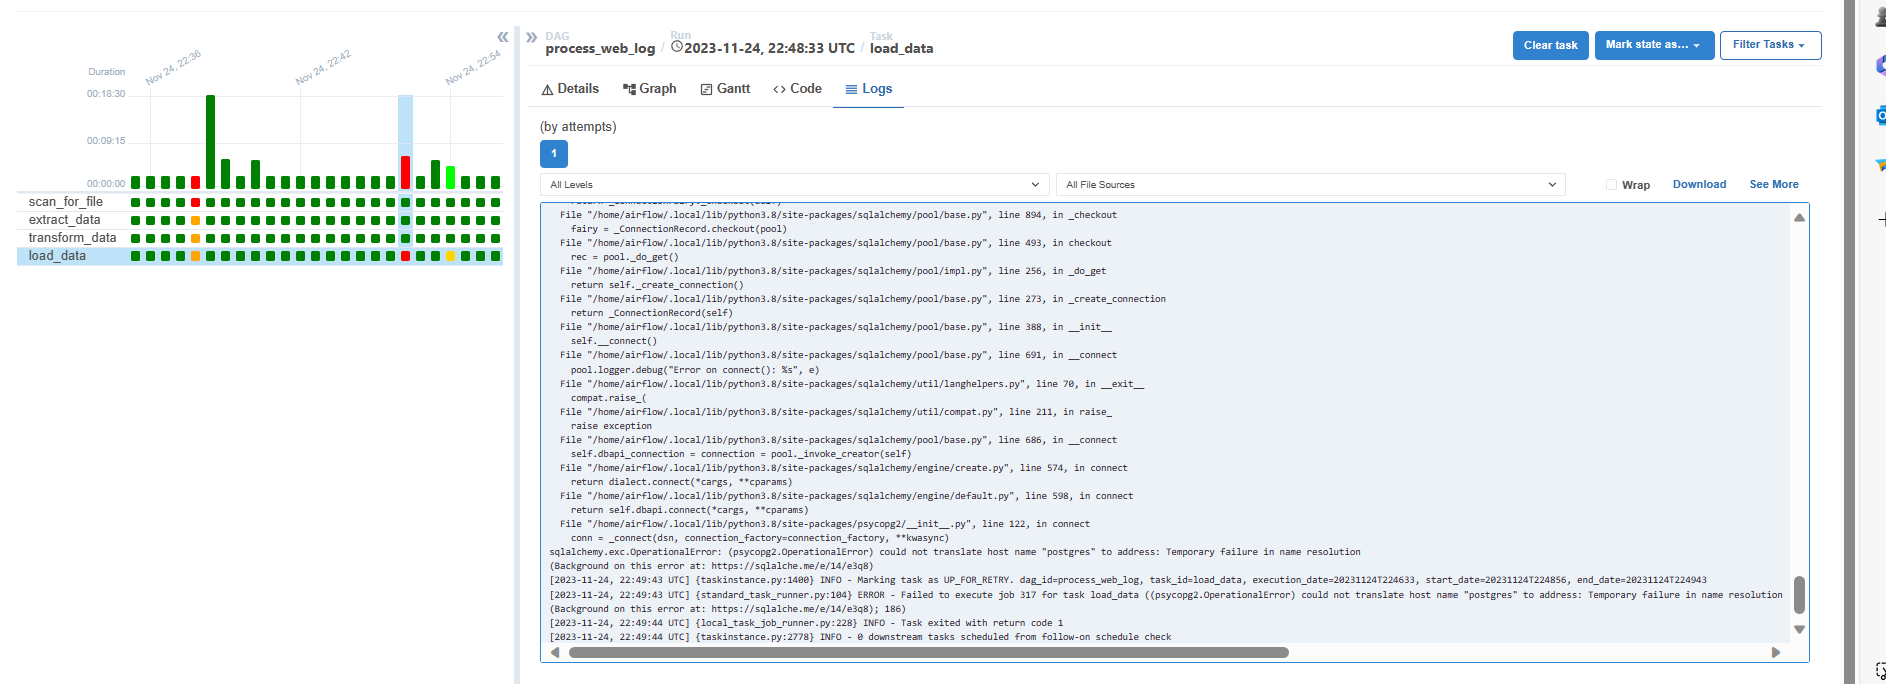 Duration
Nov 24, 22:36
Nov 24, 22:42
Nov 24, 22:54
00:18:30
00:09:15
00:00:00
scan_for_file
extract_data
transform_data
load_data
DAG
process_web_log
/
Run
2023-11-24, 22:48:33 UTC
/
Task
load_data
Clear task
Mark state as...
Filter Tasks
Details
Graph
Gantt
Code
Logs
(by attempts)
1
All Levels
All File Sources
Wrap
Download
See More
File "/home/airflow/.local/lib/python3.8/site-packages/sqlalchemy/pool/base.py", line 894, in _checkout
fairy = _ConnectionRecord.checkout(pool)
File "/home/airflow/.local/lib/python3.8/site-packages/sqlalchemy/pool/base.py", line 493, in checkout
rec = pool._do_get()
File "/home/airflow/.local/lib/python3.8/site-packages/sqlalchemy/pool/impl.py", line 256, in _do_get
return self._create_connection()
File "/home/airflow/.local/lib/python3.8/site-packages/sqlalchemy/pool/base.py", line 273, in _create_connection
return _ConnectionRecord(self)
File "/home/airflow/.local/lib/python3.8/site-packages/sqlalchemy/pool/base.py", line 388, in __init__
self.__connect()
File "/home/airflow/.local/lib/python3.8/site-packages/sqlalchemy/pool/base.py", line 691, in __connect
pool.logger.debug("Error on connect(): %s", e)
File "/home/airflow/.local/lib/python3.8/site-packages/sqlalchemy/util/langhelpers.py", line 70, in __exit__
compat.raise_(
File "/home/airflow/.local/lib/python3.8/site-packages/sqlalchemy/util/compat.py", line 211, in raise_
raise exception
File "/home/airflow/.local/lib/python3.8/site-packages/sqlalchemy/pool/base.py", line 686, in __connect
self.dbapi_connection = connection = pool._invoke_creator(self)
File "/home/airflow/.local/lib/python3.8/site-packages/sqlalchemy/engine/create.py", line 574, in connect
return dialect.connect(*cargs, **cparams)
File "/home/airflow/.local/lib/python3.8/site-packages/sqlalchemy/engine/default.py", line 598, in connect
return self.dbapi.connect(*cargs, **cparams)
File "/home/airflow/.local/lib/python3.8/site-packages/psycopg2/__init__.py", line 122, in connect
conn = _connect(dsn, connection_factory=connection_factory, **kwasync)
sqlalchemy.exc.OperationalError: (psycopg2.OperationalError) could not translate host name "postgres" to address: Temporary failure in name resolution
(Background on this error at: https://sqlalche.me/e/14/e3q8)
[2023-11-24, 22:49:43 UTC] {taskinstance.py:1400} INFO - Marking task as UP_FOR_RETRY. dag_id=process_web_log, task_id=load_data, execution_date=20231124T224633, start_date=20231124T224856, end_date=20231124T224943
[2023-11-24, 22:49:43 UTC] {standard_task_runner.py:104} ERROR - Failed to execute job 317 for task load_data ((psycopg2.OperationalError) could not translate host name "postgres" to address: Temporary failure in name resolution
(Background on this error at: https://sqlalche.me/e/14/e3q8); 186)
[2023-11-24, 22:49:44 UTC] {local_task_job_runner.py:228} INFO - Task exited with return code 1
[2023-11-24, 22:49:44 UTC] {taskinstance.py:2778} INFO - 0 downstream tasks scheduled from follow-on schedule check